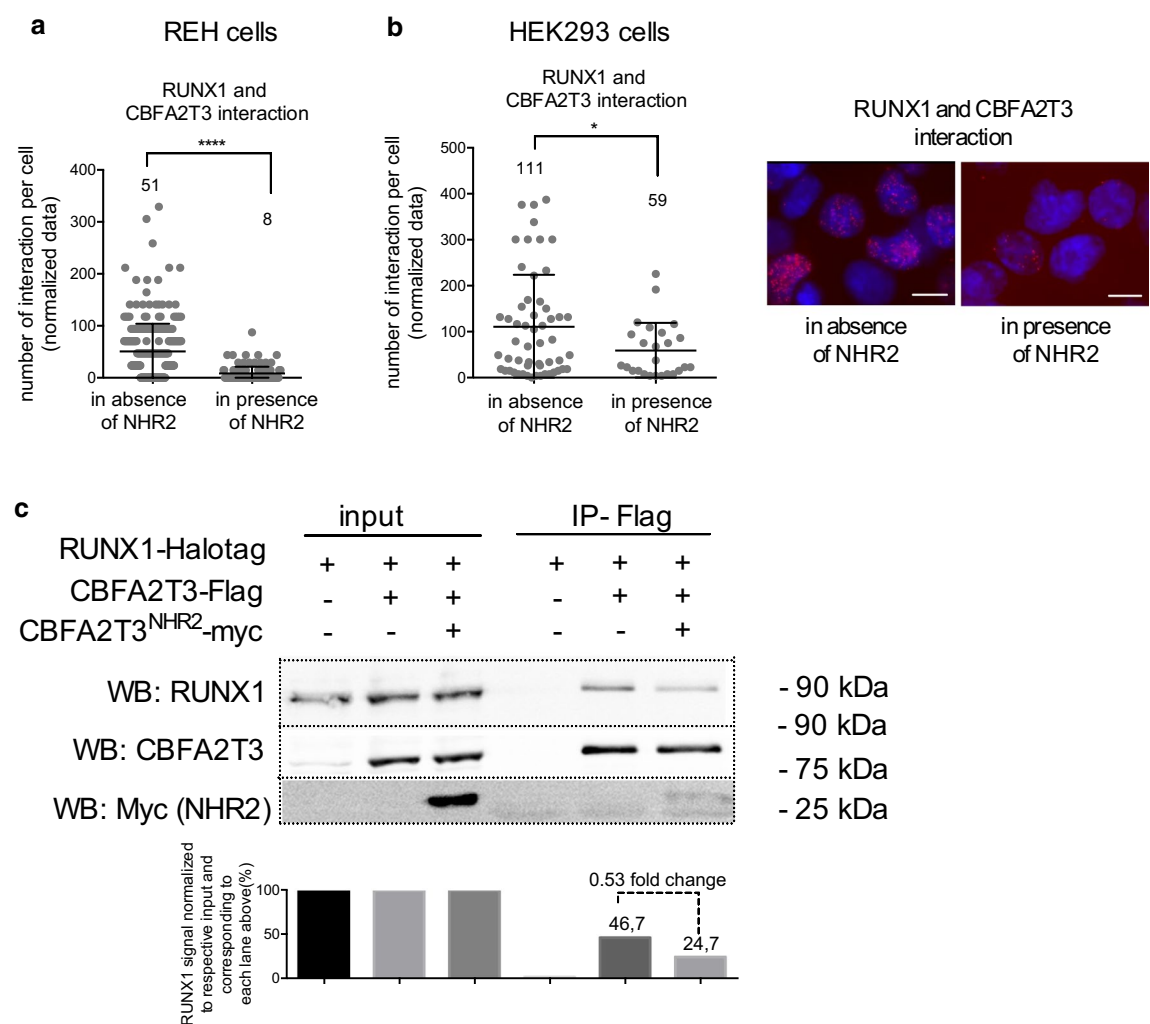 a
REH cells
RUNX1 and
CBFA2T3 interaction
****
number of interaction per cell
(normalized data)
400
300
200
100
0
51
8
in absence
of NHR2
in presence
of NHR2
b
HEK293 cells
RUNX1 and
CBFA2T3 interaction
*
number of interaction per cell
(normalized data)
500
400
300
200
100
0
111
59
in absence
of NHR2
in presence
of NHR2
RUNX1 and CBFA2T3
interaction
in absence
of NHR2
in presence
of NHR2
c
input
IP- Flag
RUNX1-Halotag + + + + + +
CBFA2T3-Flag - + + - + +
CBFA2T3NHR2-myc - - + - - +
WB: RUNX1
- 90 kDa
- 90 kDa
WB: CBFA2T3
- 75 kDa
WB: Myc (NHR2)
- 25 kDa
RUNX1 signal normalized
to respective input and
corresponding to
each lane above(%)
100
50
0
0.53 fold change
46,7
24,7